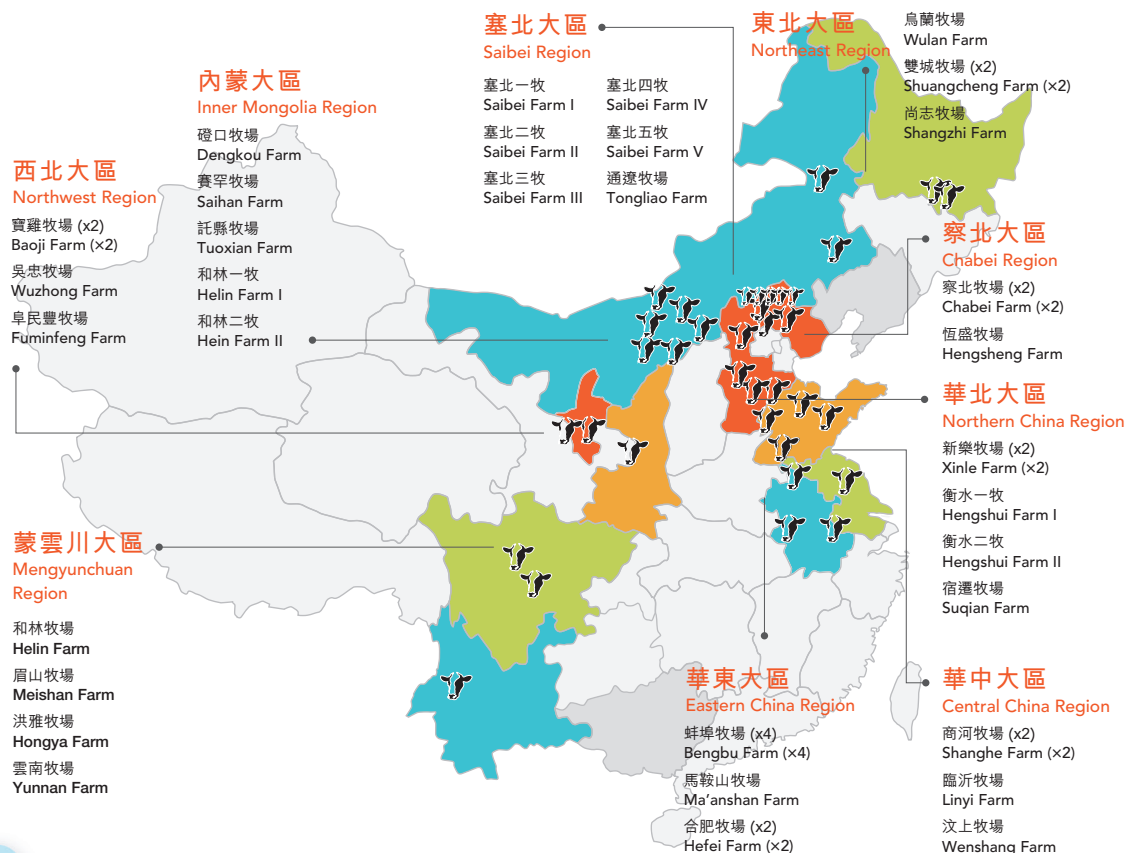 西北大區
Northwest Region
寶雞牧場 (x2)
Baoji Farm (×2)
吳忠牧場
Wuzhong Farm
阜民豐牧場
Fuminfeng Farm
內蒙大區
Inner Mongolia Region
磴口牧場
Dengkou Farm
賽罕牧場
Saihan Farm
託縣牧場
Tuoxian Farm
和林一牧
Helin Farm I
和林二牧
Hein Farm II
塞北大區
Saibei Region
塞北一牧
Saibei Farm I
塞北二牧
Saibei Farm II
塞北三牧
Saibei Farm III
塞北四牧
Saibei Farm IV
塞北五牧
Saibei Farm V
通遼牧場
Tongliao Farm
東北大區
Northeast Region
烏蘭牧場
Wulan Farm
雙城牧場 (x2)
Shuangcheng Farm (×2)
尚志牧場
Shangzhi Farm
察北大區
Chabei Region
察北牧場 (x2)
Chabei Farm (×2)
恆盛牧場
Hengsheng Farm
華北大區
Northern China Region
新樂牧場 (x2)
Xinle Farm (×2)
衡水一牧
Hengshui Farm I
衡水二牧
Hengshui Farm II
宿遷牧場
Suqian Farm
蒙雲川大區
Mengyunchuan
Region
和林牧場
Helin Farm
眉山牧場
Meishan Farm
洪雅牧場
Hongya Farm
雲南牧場
Yunnan Farm
華東大區
Eastern China Region
蚌埠牧場 (x4)
Bengbu Farm (×4)
馬鞍山牧場
Ma'anshan Farm
合肥牧場 (x2)
Hefei Farm (×2)
華中大區
Central China Region
商河牧場 (x2)
Shanghe Farm (×2)
臨沂牧場
Linyi Farm
汶上牧場
Wenshang Farm